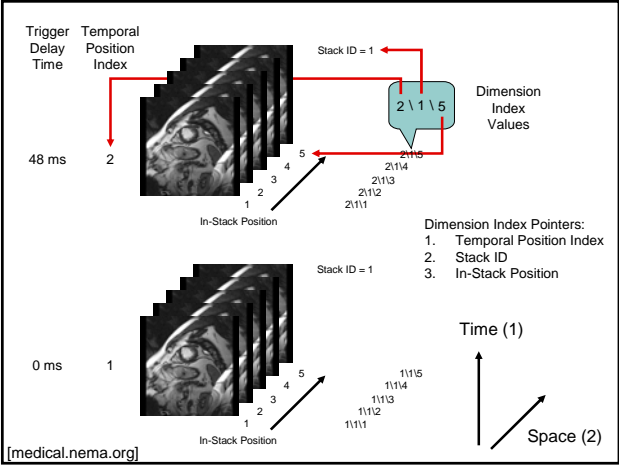 Trigger
Delay
Time
Temporal
Position
Index
Stack ID = 1
Dimension
Index
Values
2 \ 1 \ 5
48 ms
2
5
4
3
2
1
2\1\5
2\1\4
2\1\3
2\1\2
2\1\1
In-Stack Position
Dimension Index Pointers:
1. Temporal Position Index
2. Stack ID
3. In-Stack Position
Stack ID = 1
Time (1)
0 ms
1
5
4
3
2
1
1\1\5
1\1\4
1\1\3
1\1\2
1\1\1
In-Stack Position
Space (2)
[medical.nema.org]